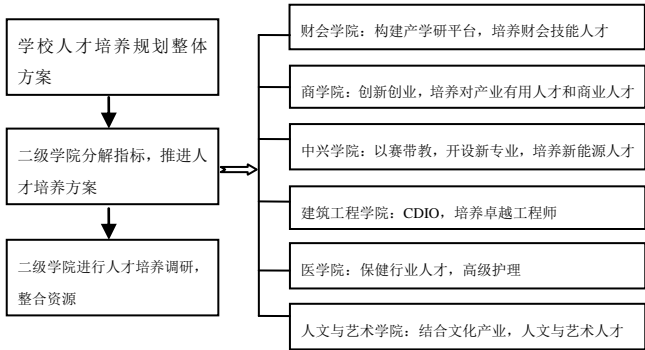 学校人才培养规划整体
方案
二级学院分解指标，推进人
才培养方案
二级学院进行人才培养调研，
整合资源
财会学院：构建产学研平台，培养财会技能人才
商学院：创新创业，培养对产业有用人才和商业人才
中兴学院：以赛带教，开设新专业，培养新能源人才
建筑工程学院：CDIO，培养卓越工程师
医学院：保健行业人才，高级护理
人文与艺术学院：结合文化产业，人文与艺术人才